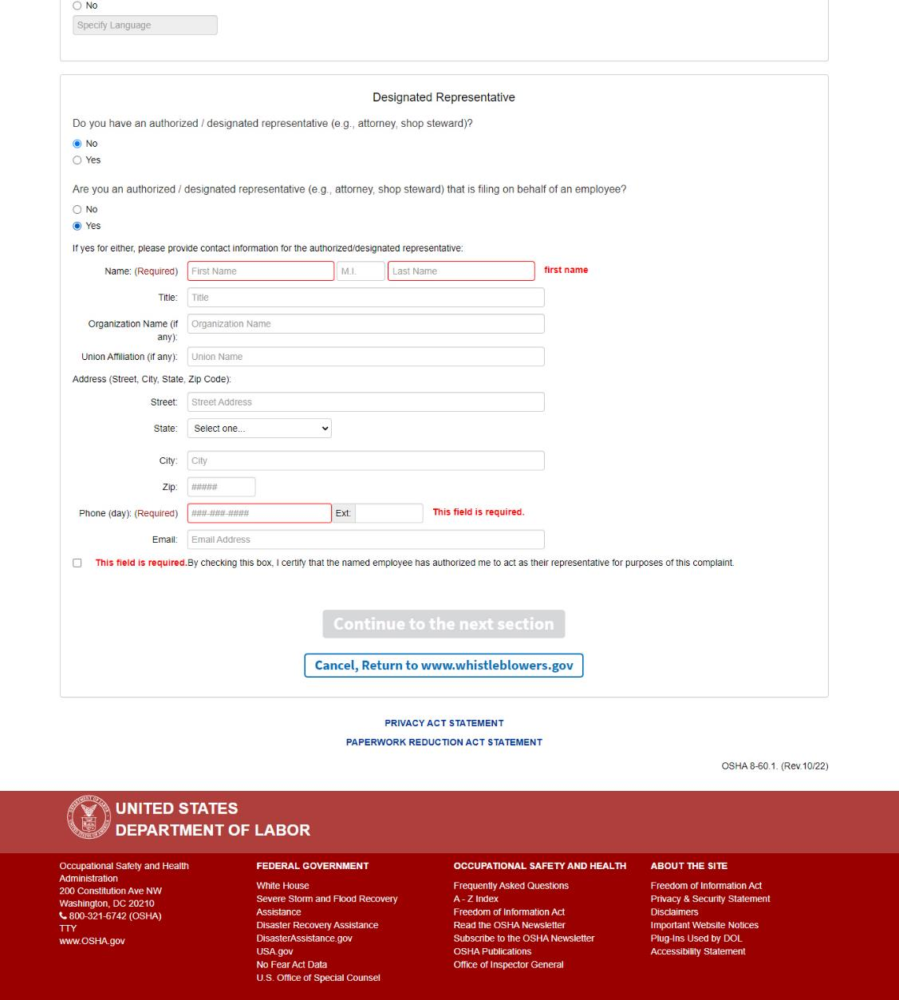 No
Specify Language
Designated Representative
Do you have an authorized / designated representative (e.g., attorney, shop steward)?
No
Yes
Are you an authorized / designated representative (e.g., attorney, shop steward) that is filing on behalf of an employee?
No
Yes
If yes for either, please provide contact information for the authorized/designated representative:
Name: (Required) First Name M.I. Last Name first name
Title: Title
Organization Name (if any): Organization Name
Union Affiliation (if any): Union Name
Address (Street, City, State, Zip Code):
Street: Street Address
State: Select one...
City: City
Zip: #####
Phone (day): (Required) ###-###-#### Ext: This field is required.
Email: Email Address
This field is required.By checking this box, I certify that the named employee has authorized me to act as their representative for purposes of this complaint.
Continue to the next section
Cancel, Return to www.whistleblowers.gov
PRIVACY ACT STATEMENT
PAPERWORK REDUCTION ACT STATEMENT
OSHA 8-60.1. (Rev.10/22)
UNITED STATES
DEPARTMENT OF LABOR
Occupational Safety and Health
Administration
200 Constitution Ave NW
Washington, DC 20210
800-321-6742 (OSHA)
TTY
www.OSHA.gov
FEDERAL GOVERNMENT
White House
Severe Storm and Flood Recovery
Assistance
Disaster Recovery Assistance
DisasterAssistance.gov
USA.gov
No Fear Act Data
U.S. Office of Special Counsel
OCCUPATIONAL SAFETY AND HEALTH
Frequently Asked Questions
A - Z Index
Freedom of Information Act
Read the OSHA Newsletter
Subscribe to the OSHA Newsletter
OSHA Publications
Office of Inspector General
ABOUT THE SITE
Freedom of Information Act
Privacy & Security Statement
Disclaimers
Important Website Notices
Plug-Ins Used by DOL
Accessibility Statement